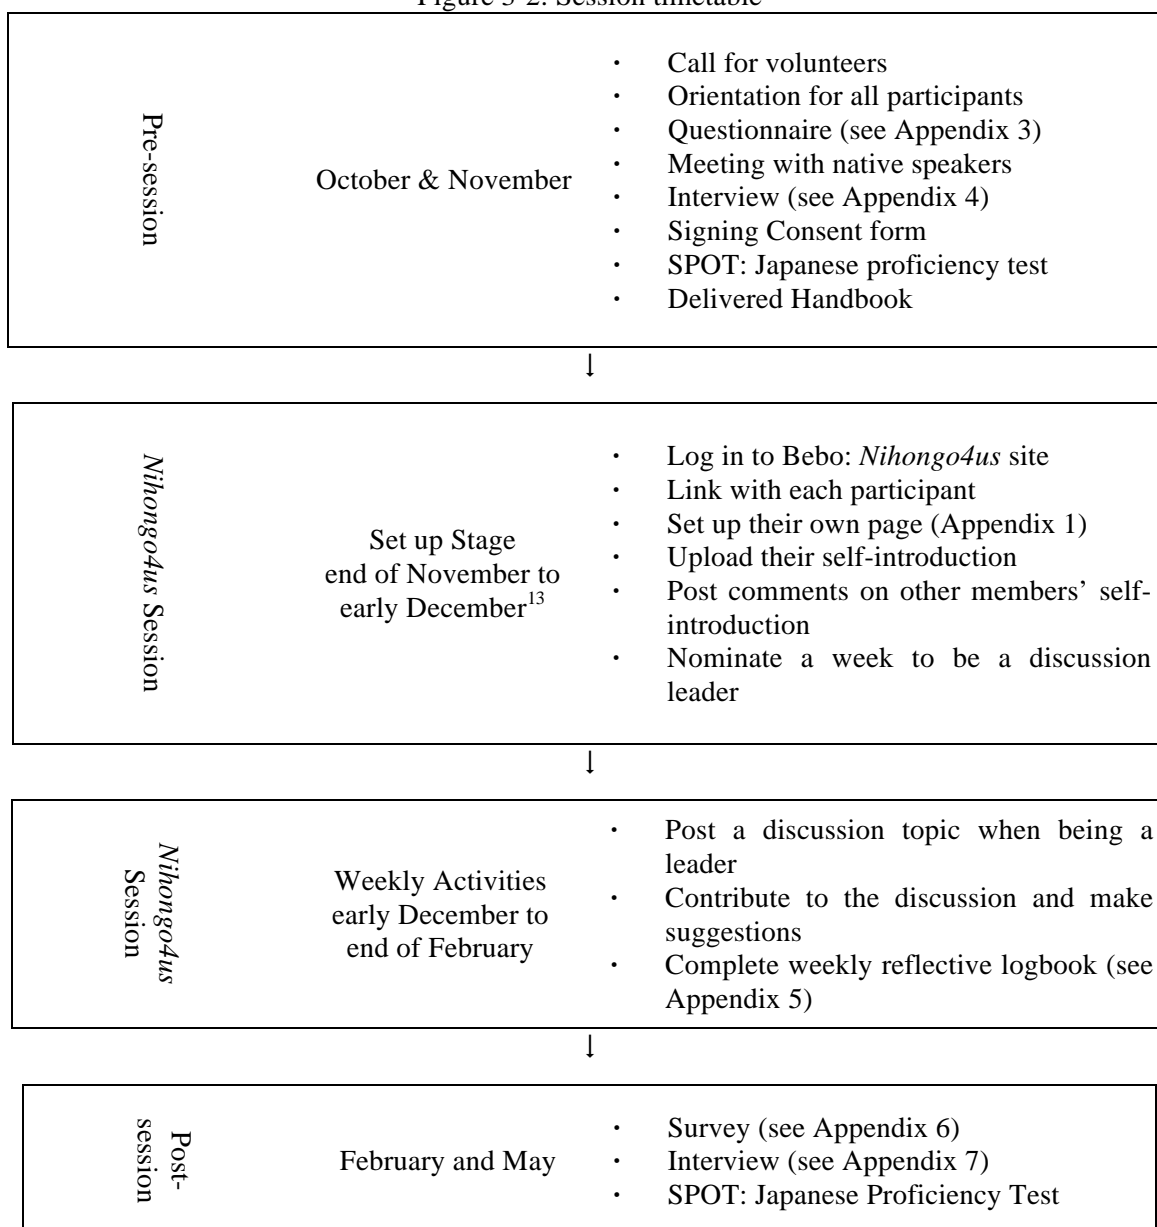 Figure 3-2: Session timetable
Pre-session
October & November
・ Call for volunteers
・ Orientation for all participants
・ Questionnaire (see Appendix 3)
・ Meeting with native speakers
・ Interview (see Appendix 4)
・ Signing Consent form
・ SPOT: Japanese proficiency test
・ Delivered Handbook
↓
Nihongo4us Session
Set up Stage
end of November to
early December13
・ Log in to Bebo: Nihongo4us site
・ Link with each participant
・ Set up their own page (Appendix 1)
・ Upload their self-introduction
・ Post comments on other members’ self-
introduction
・ Nominate a week to be a discussion
leader
↓
Nihongo4us
Session
Weekly Activities
early December to
end of February
・ Post a discussion topic when being a
leader
・ Contribute to the discussion and make
suggestions
・ Complete weekly reflective logbook (see
Appendix 5)
↓
Post-
session
February and May
・ Survey (see Appendix 6)
・ Interview (see Appendix 7)
・ SPOT: Japanese Proficiency Test